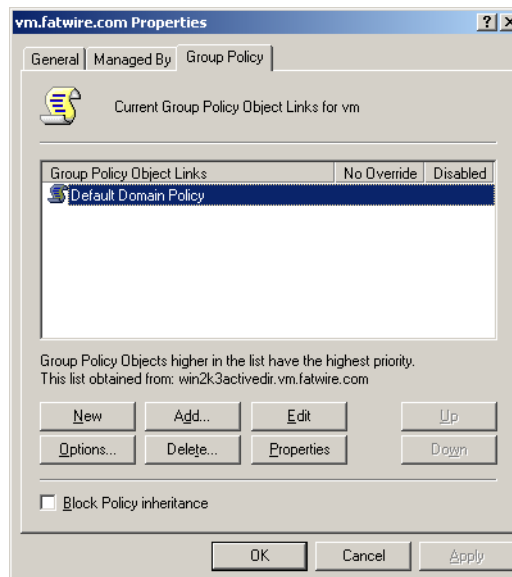 vm.fatwire.com Properties
General Managed By Group Policy
Current Group Policy Object Links for vm
Group Policy Object Links No Override Disabled
Default Domain Policy
Group Policy Objects higher in the list have the highest priority.
This list obtained from: win2k3activedir.vm.fatwire.com
New Add... Edit Up
Options... Delete... Properties Down
Block Policy inheritance
OK Cancel Apply